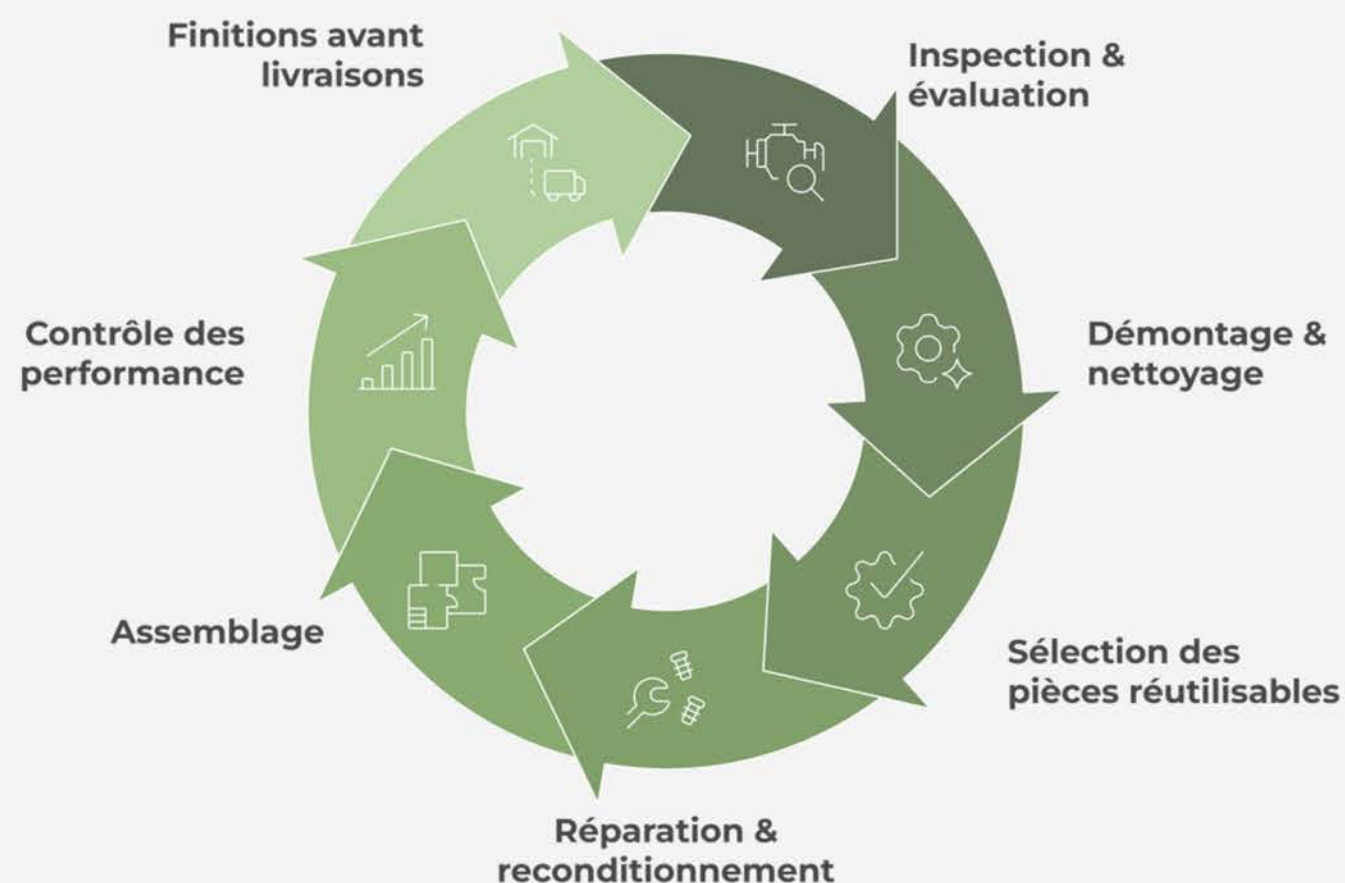 Finitions avant
livraisons
Inspection &
évaluation
Contrôle des
performance
Démontage &
nettoyage
Assemblage
Sélection des
pièces réutilisables
Réparation &
reconditionnement